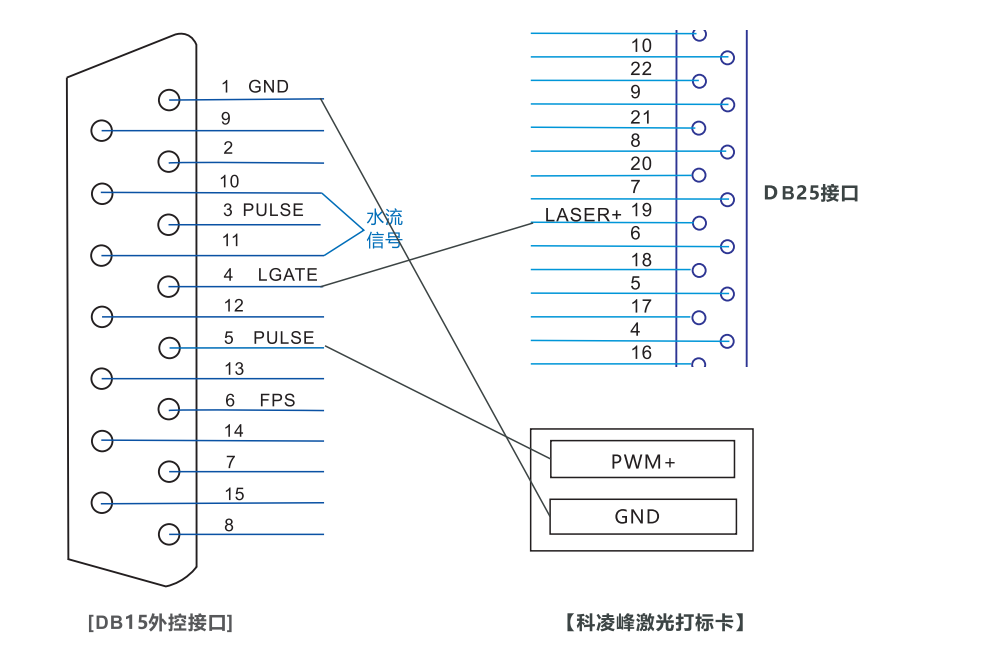 1 GND
9
2
10
3 PULSE
11
4 LGATE
12
5 PULSE
13
6 FPS
14
7
15
8
水流
信号
[DB15外控接口]
10
22
9
21
8
20
7
LASER+ 19
6
18
5
17
4
16
DB25接口
PWM+
GND
【科凌峰激光打标卡】